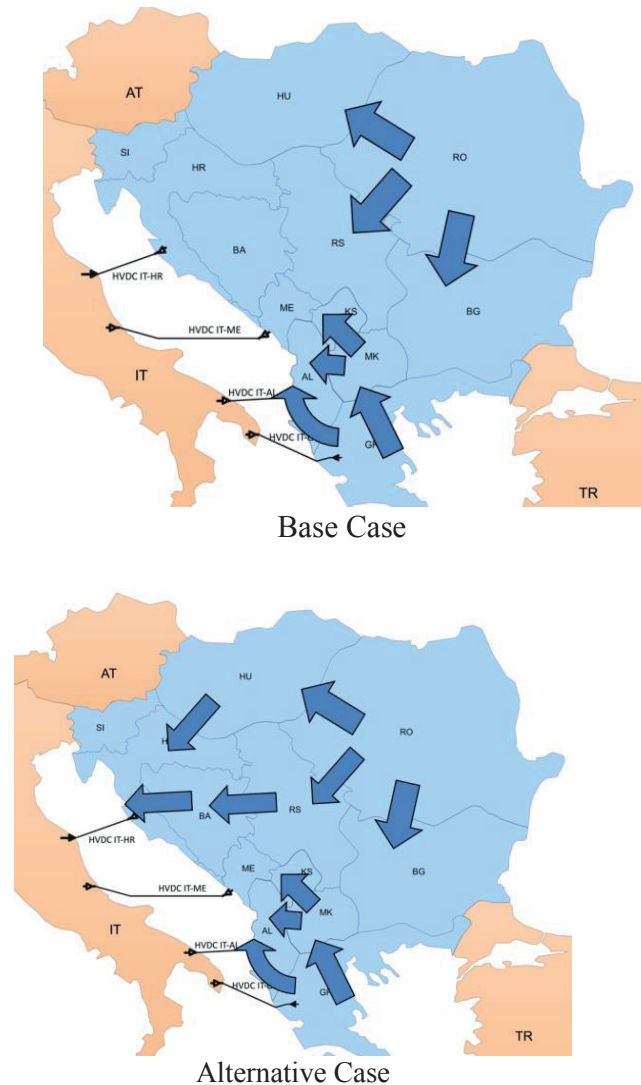 AT
HU
SI
HR
RO
RS
BA
HVDC IT-HR
ME
KS
BG
HVDC IT-ME
MK
IT
AL
HVDC IT-AL
TR
Base Case
AT
HU
SI
RO
BA
RS
HVDC IT-HR
ME
KS
BG
HVDC IT-ME
MK
IT
AL
HVDC IT-AL
TR
Alternative Case